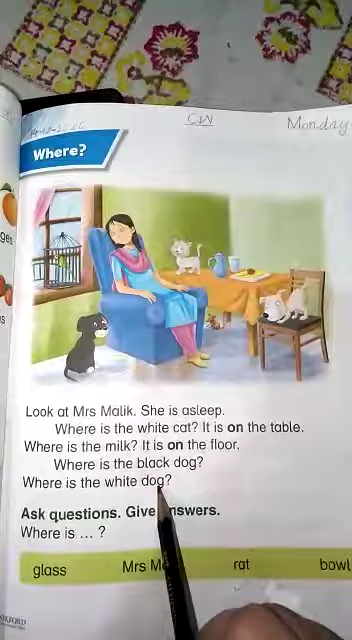 CW
Monday
Where?
ges
Look at Mrs Malik. She is asleep.
Where is the white cat? It is on the table.
Where is the milk? It is on the floor.
Where is the black dog?
Where is the white dog?
Ask questions. Give answers.
Where is ... ?
glass Mrs rat bowl
OXFORD